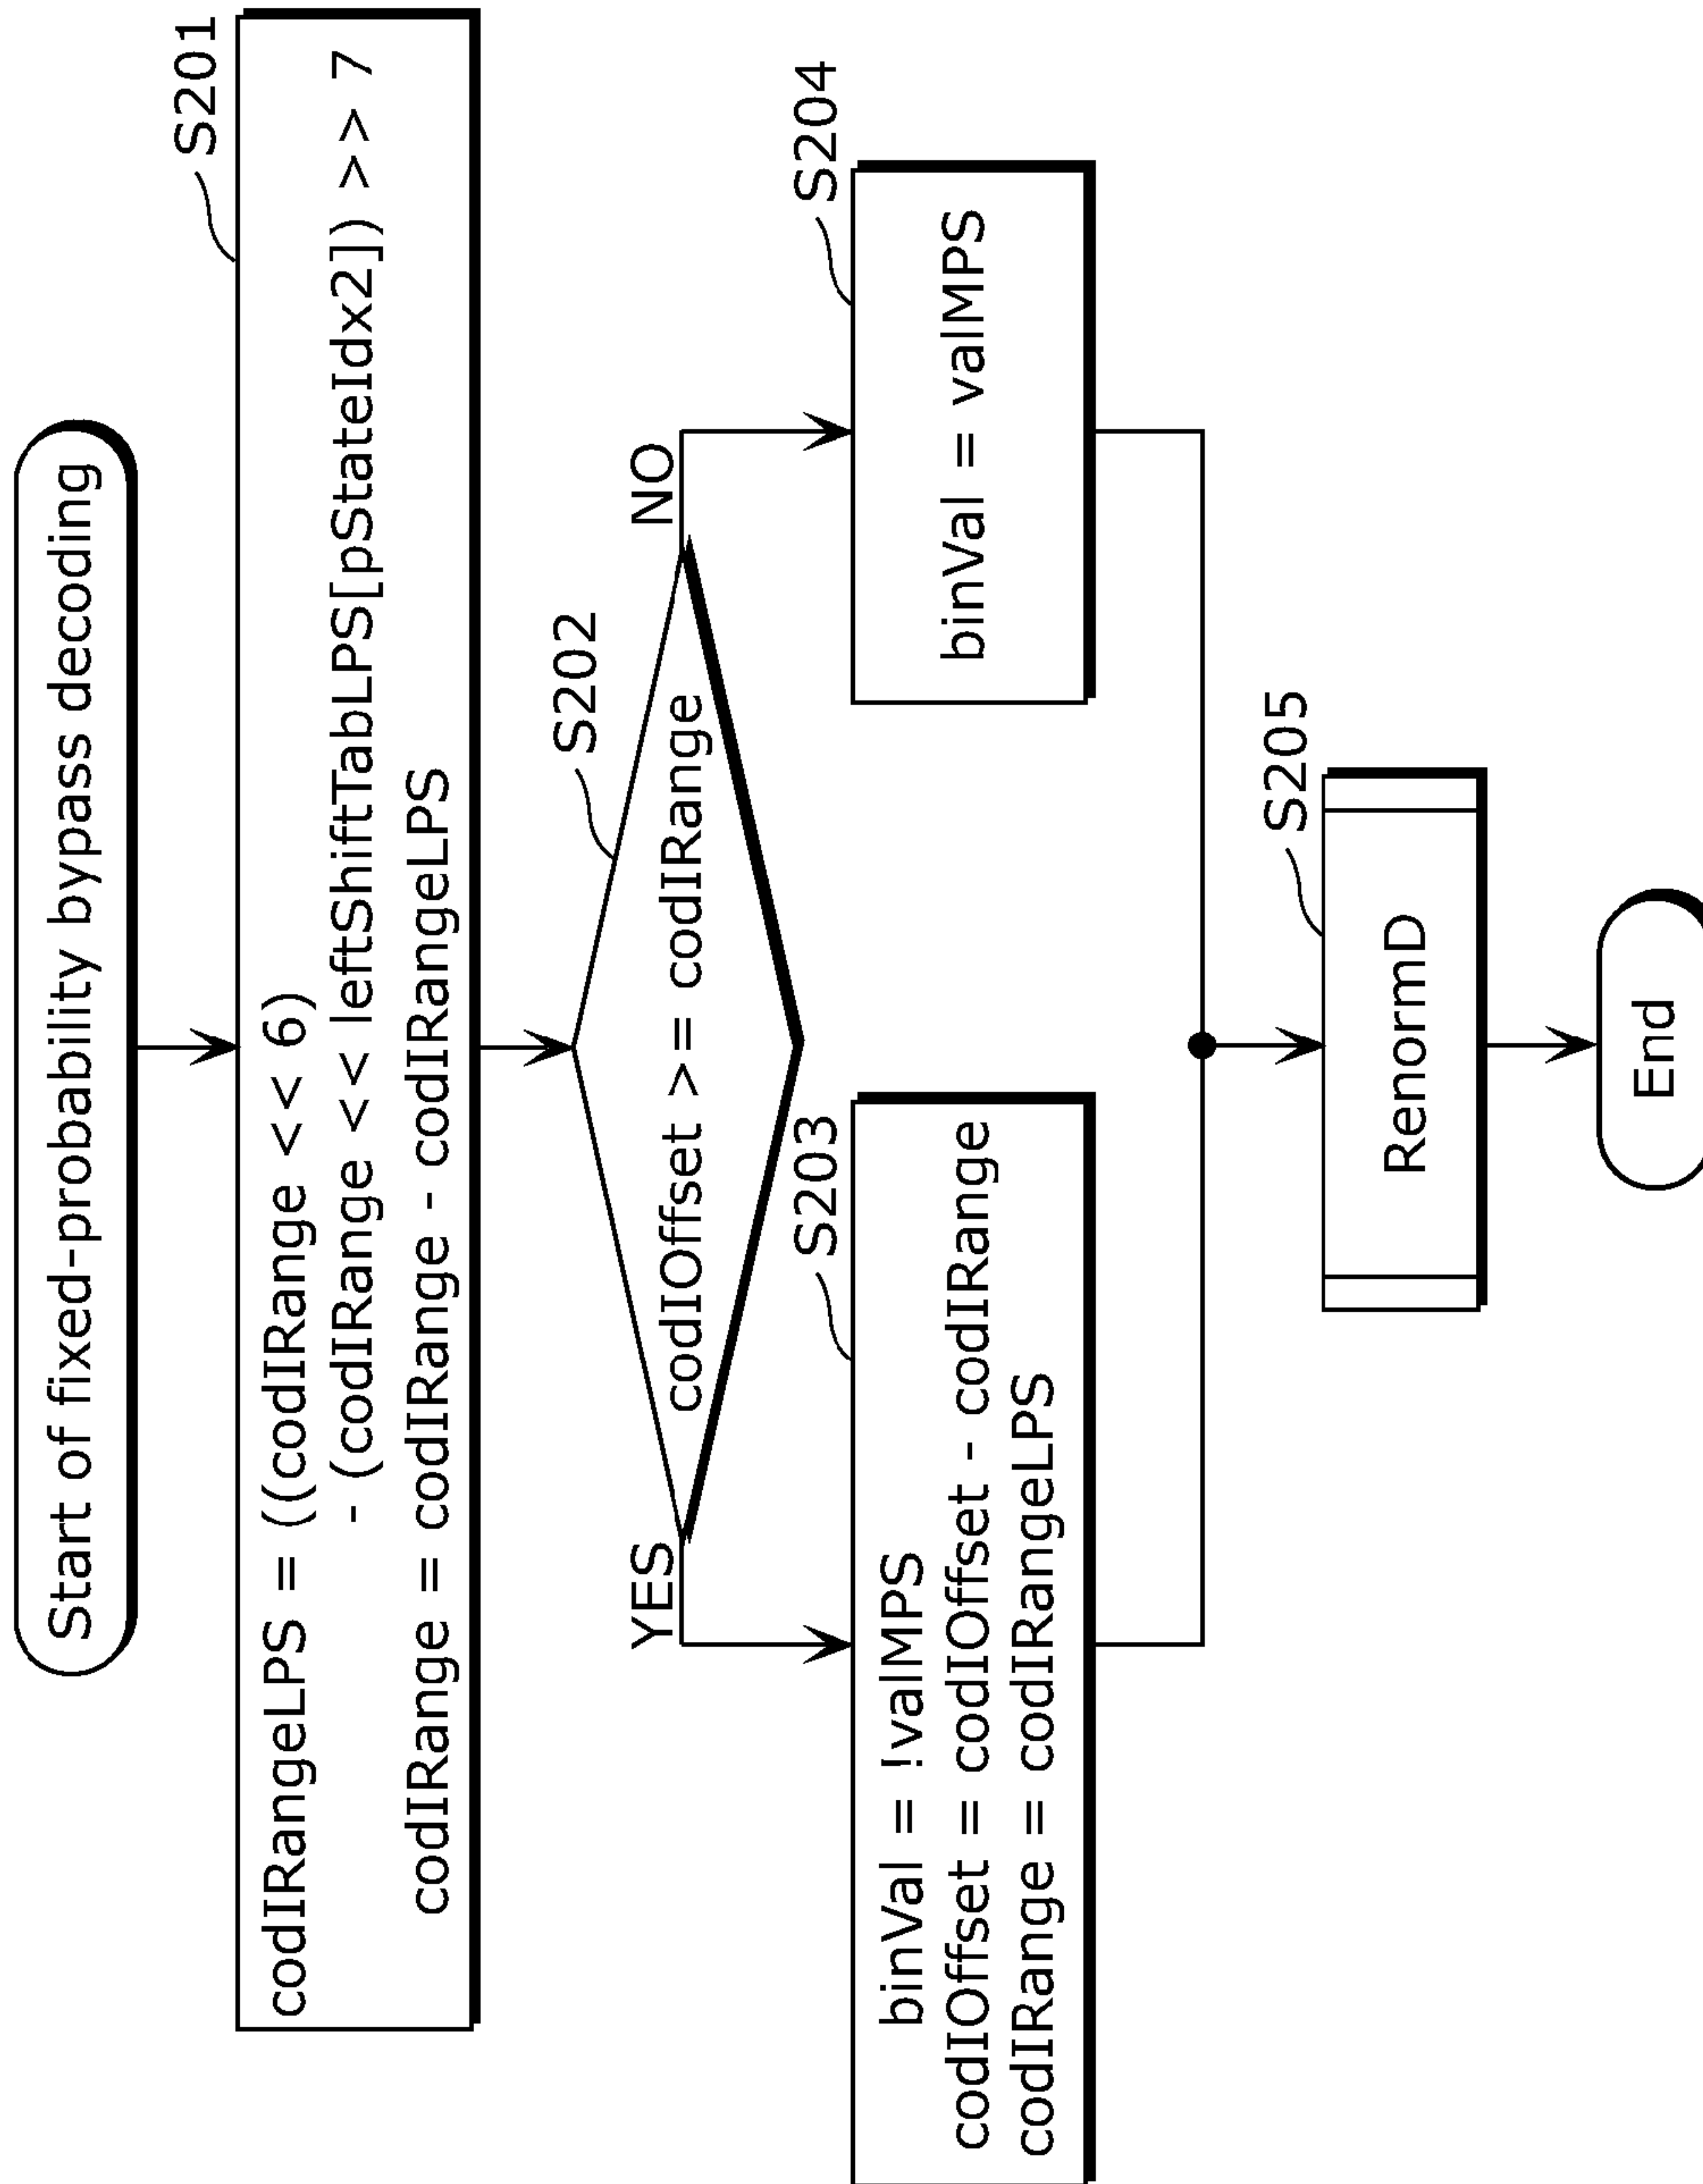 Start of fixed-probability bypass decoding
S201
codIRangeLPS = ((codIRange << 6)
- (codIRange << leftShiftTabLPS[pStateIdx2]) >> 7
codIRange = codIRange - codIRangeLPS
S202
codIOffset >= codIRange
YES
NO
S203
binVal = !valMPS
codIOffset = codIOffset - codIRange
codIRange = codIRangeLPS
S204
binVal = valMPS
S205
RenormD
End